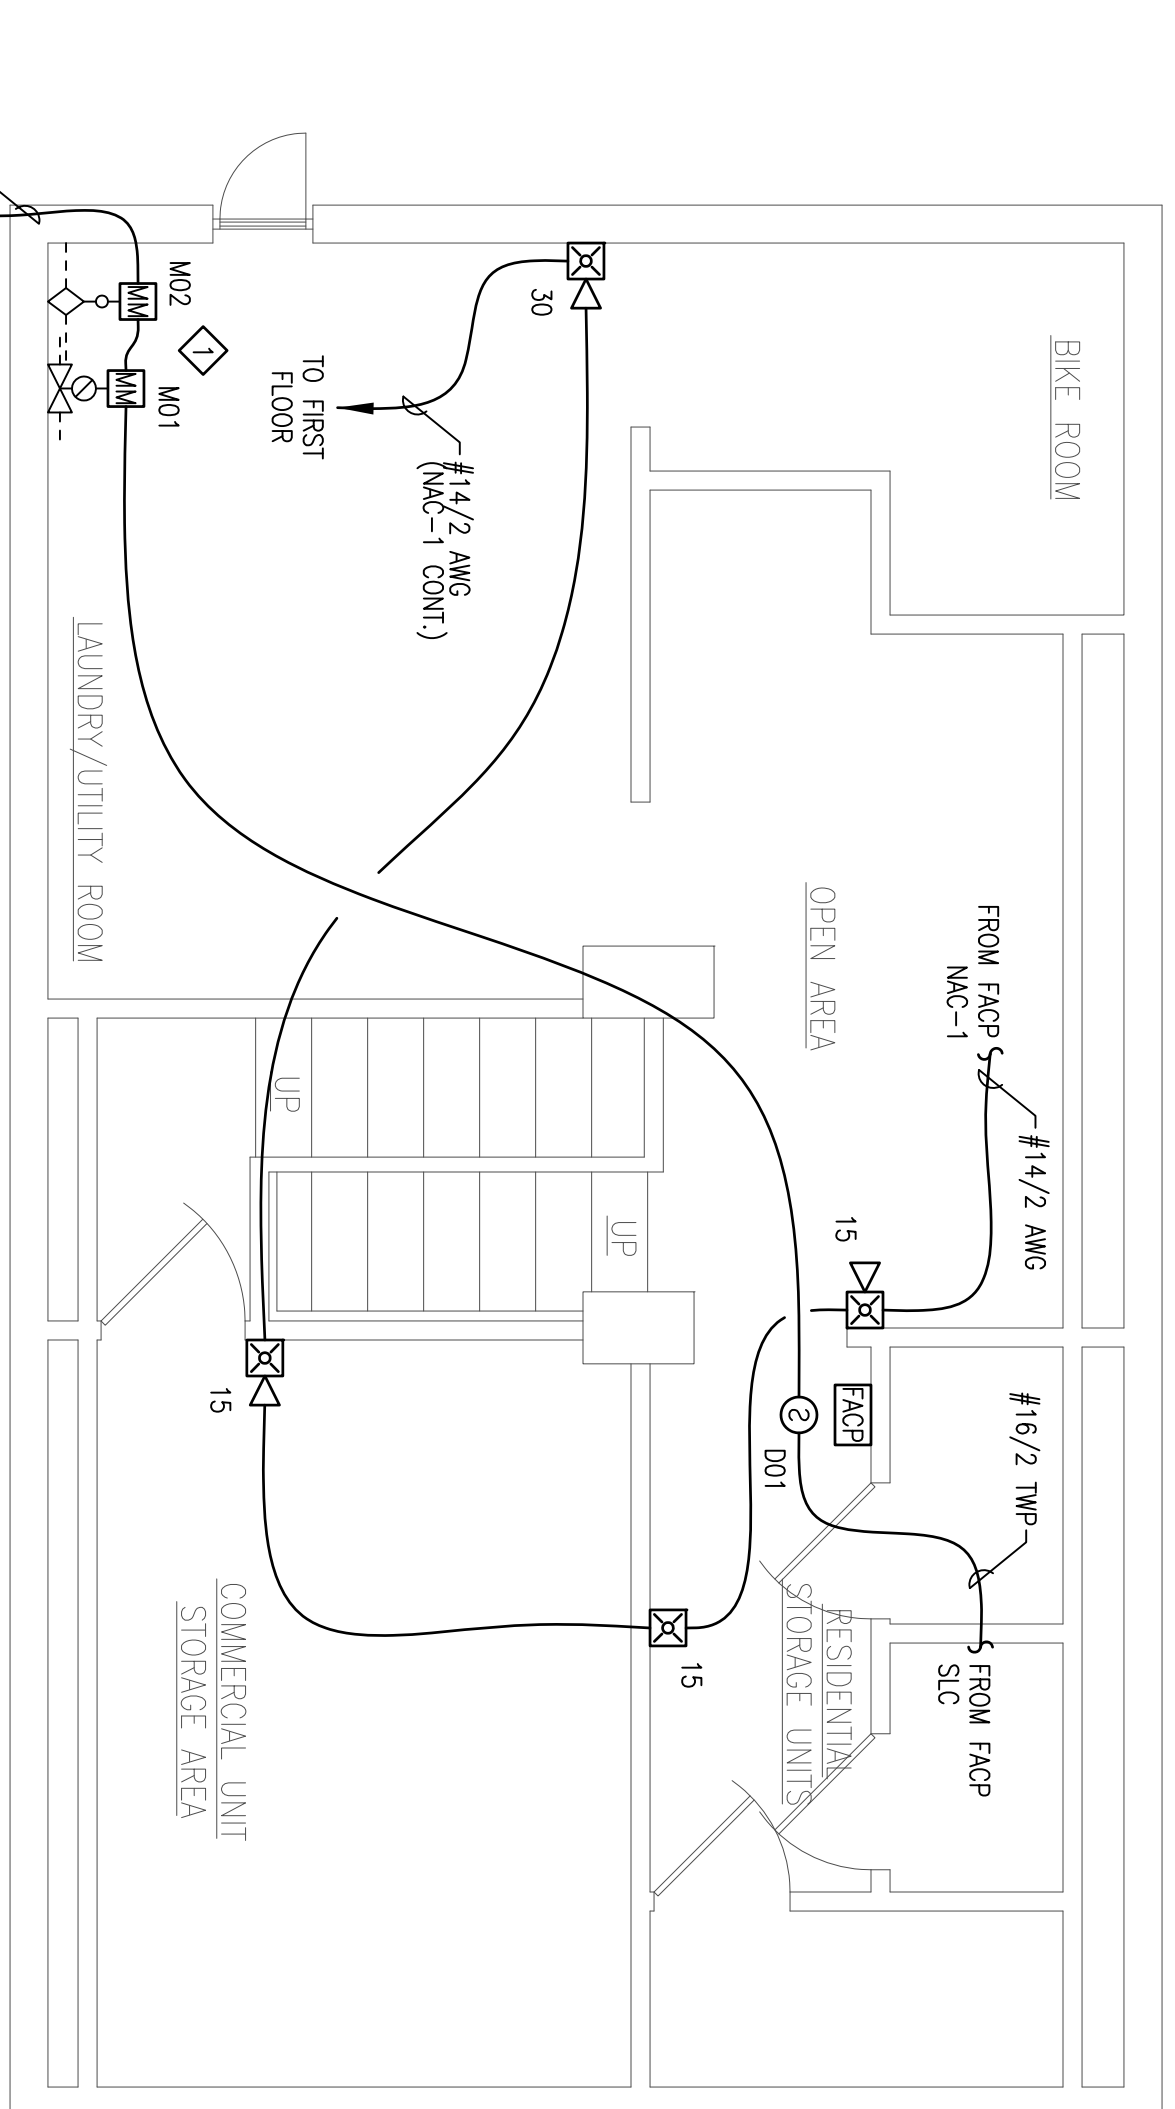 BIKE ROOM
FROM FACP
NAC-1
#14/2 AWG
#16/2 TWP
FROM FACP
SLC
OPEN AREA
15
FACP
RESIDENTIAL
STORAGE UNITS
2
D01
15
UP
30
#14/2 AWG
(NAC-1 CONT.)
TO FIRST
FLOOR
UP
15
COMMERCIAL UNIT
STORAGE AREA
1
M02
M01
MM
MM
LAUNDRY/UTILITY ROOM